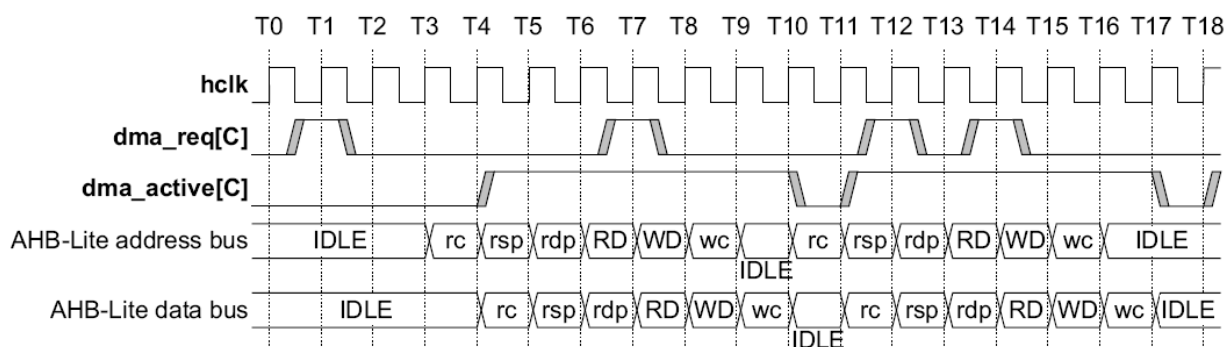 T0 T1 T2 T3 T4 T5 T6 T7 T8 T9 T10 T11 T12 T13 T14 T15 T16 T17 T18
hclk
dma_req[C]
dma_active[C]
AHB-Lite address bus IDLE rc rsp rdp RD WD wc IDLE rc rsp rdp RD WD wc IDLE
AHB-Lite data bus IDLE rc rsp rdp RD WD wc IDLE rc rsp rdp RD WD wc IDLE